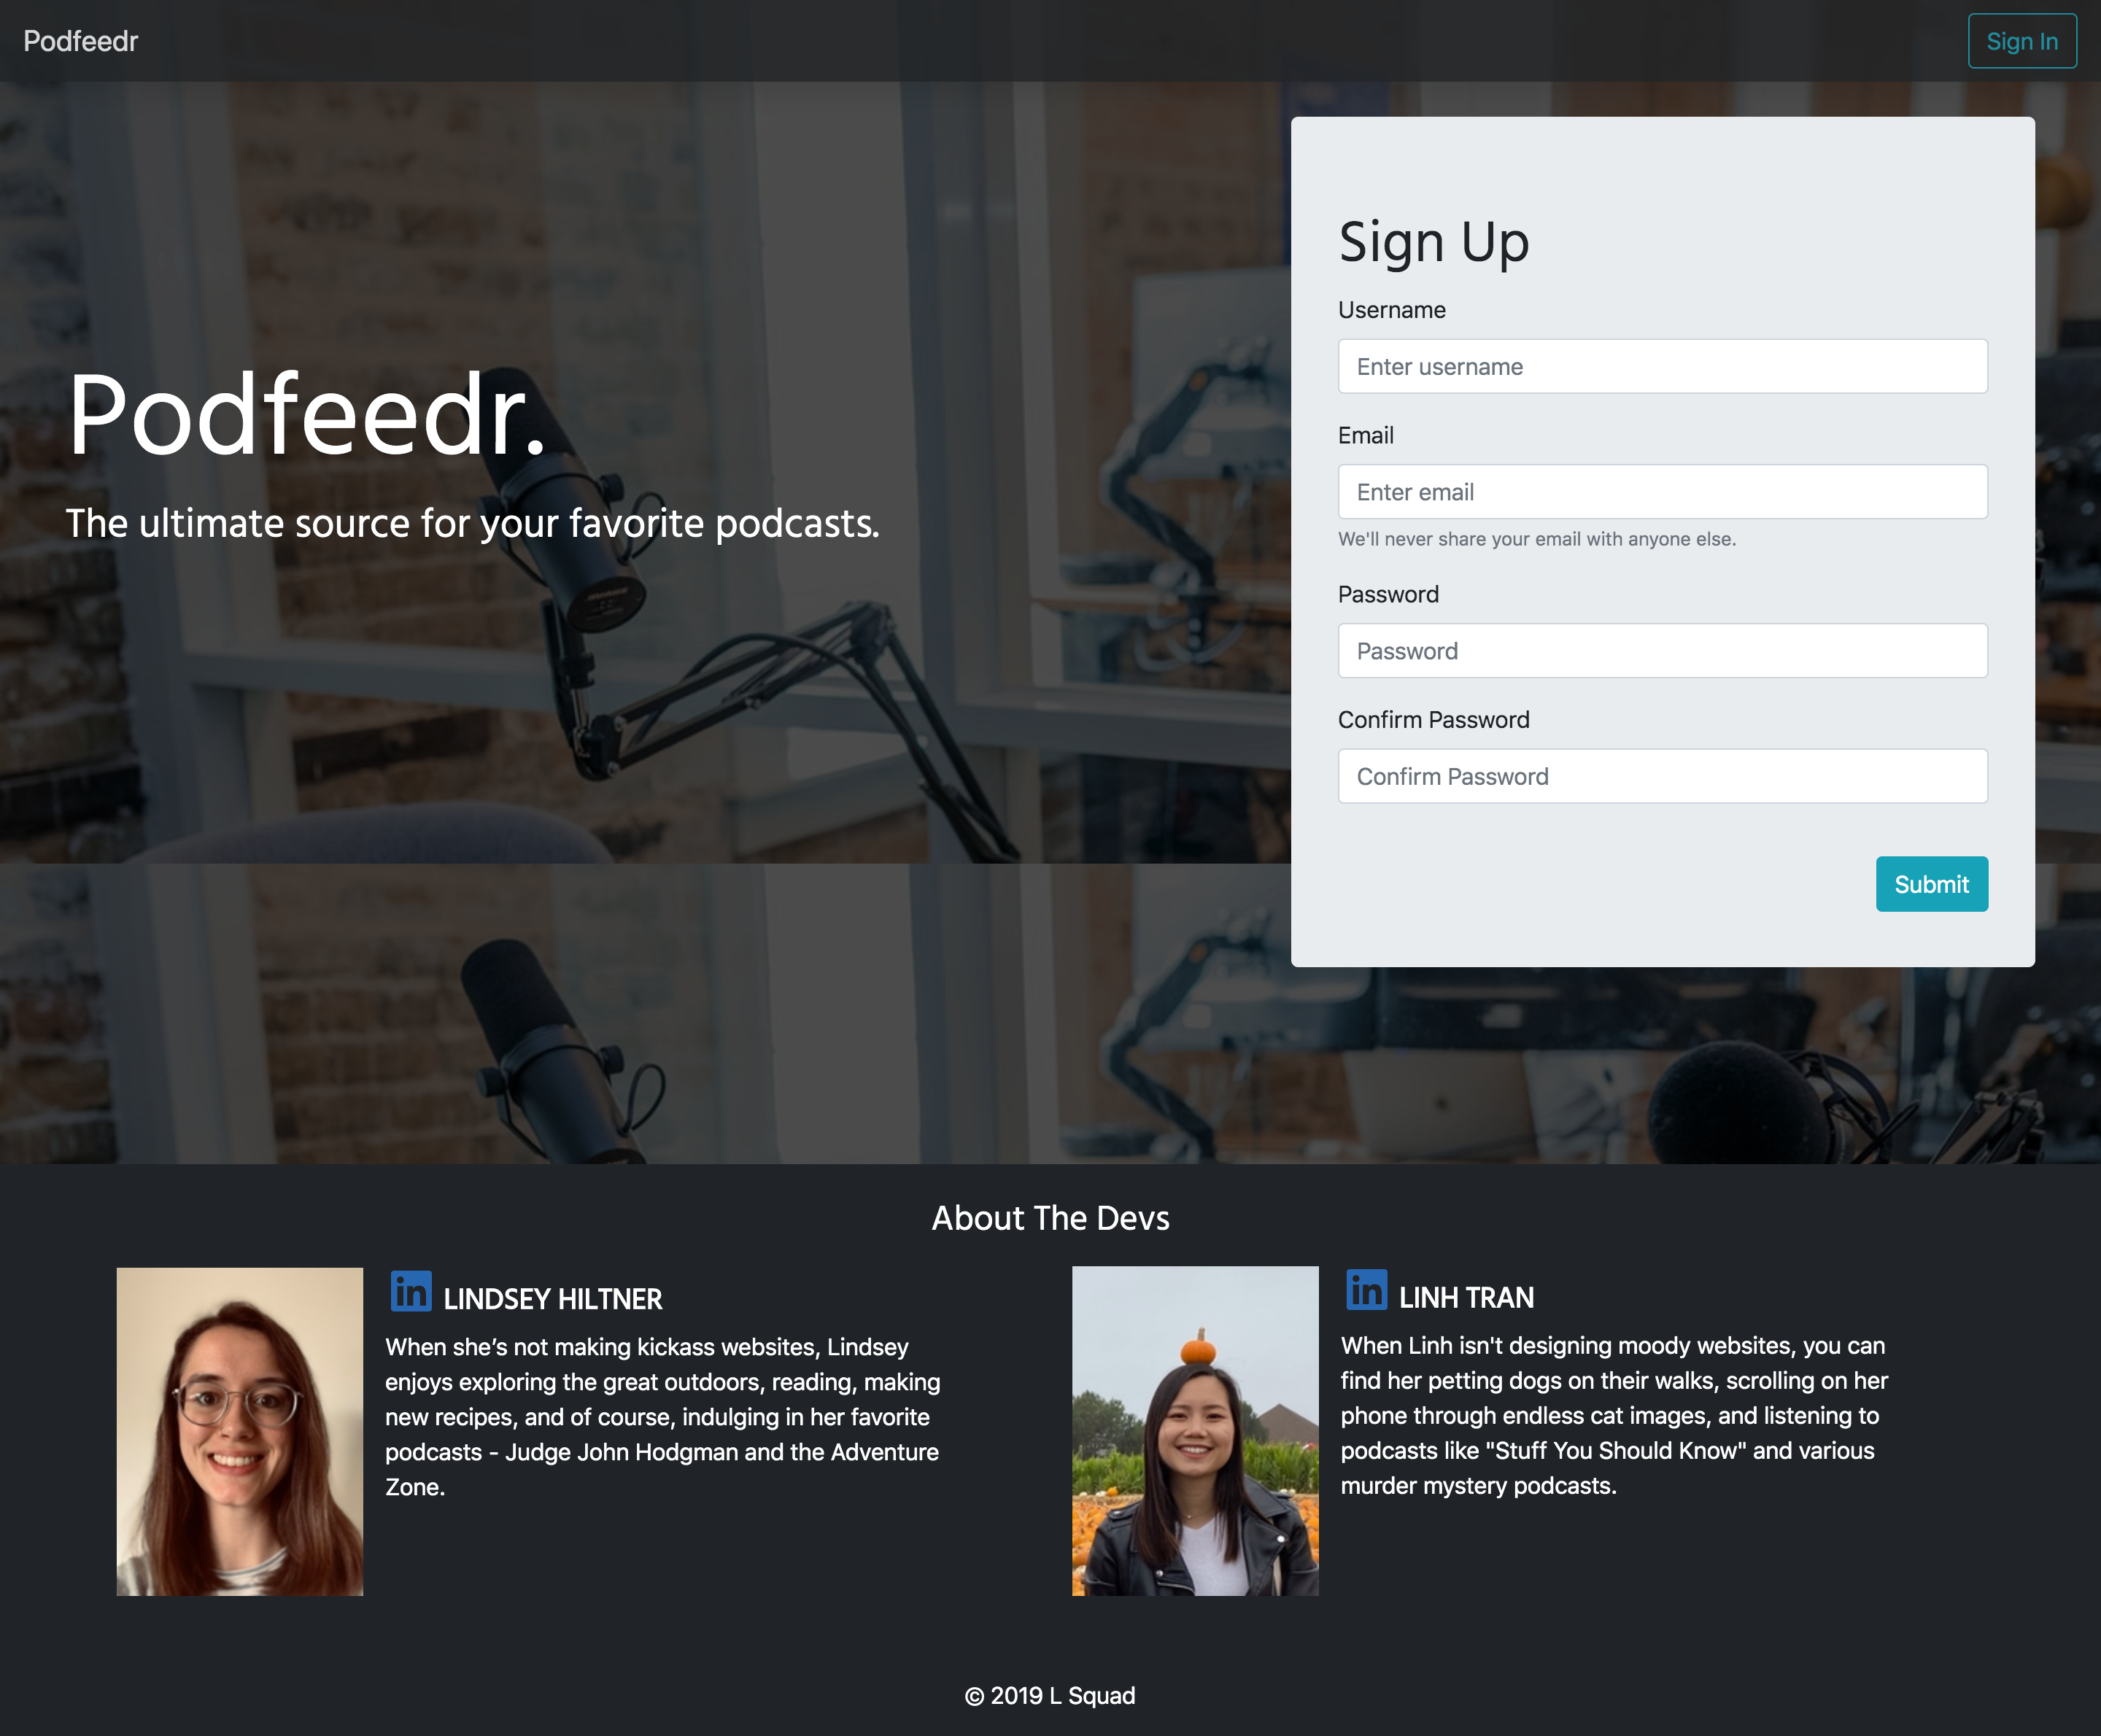 Podfeedr
Sign In
Podfeedr.
The ultimate source for your favorite podcasts.
Sign Up
Username
Enter username
Email
Enter email
We'll never share your email with anyone else.
Password
Password
Confirm Password
Confirm Password
Submit
About The Devs
in LINDSEY HILTNER
When she’s not making kickass websites, Lindsey
enjoys exploring the great outdoors, reading, making
new recipes, and of course, indulging in her favorite
podcasts - Judge John Hodgman and the Adventure
Zone.
in LINH TRAN
When Linh isn't designing moody websites, you can
find her petting dogs on their walks, scrolling on her
phone through endless cat images, and listening to
podcasts like "Stuff You Should Know" and various
murder mystery podcasts.
© 2019 L Squad